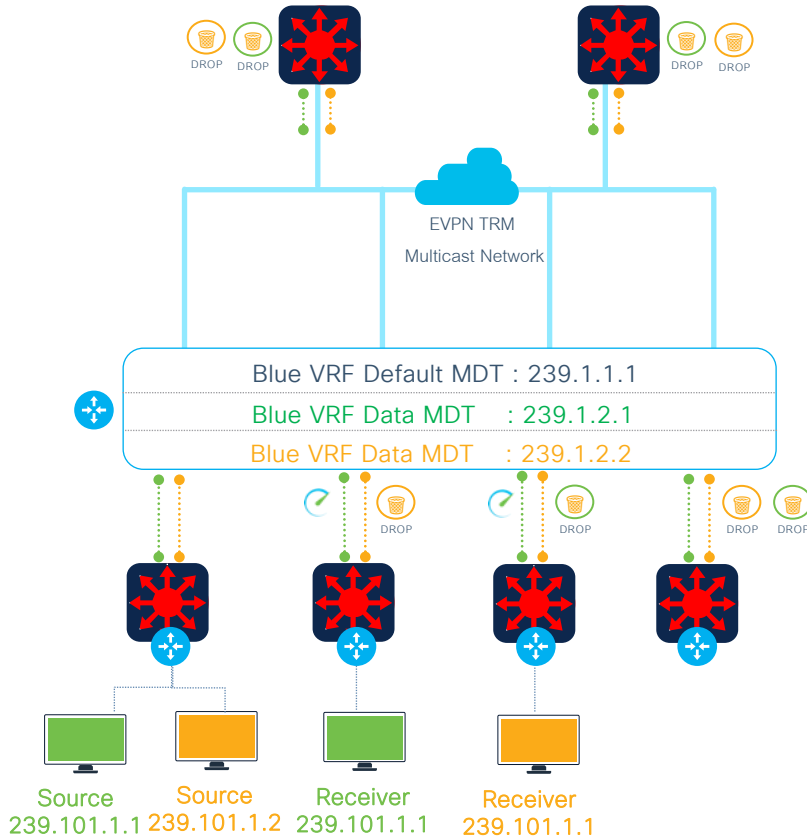 DROP
DROP
DROP
DROP
EVPN TRM
Multicast Network
Blue VRF Default MDT : 239.1.1.1
Blue VRF Data MDT : 239.1.2.1
Blue VRF Data MDT : 239.1.2.2
DROP
DROP
DROP
DROP
Source
239.101.1.1
Source
239.101.1.2
Receiver
239.101.1.1
Receiver
239.101.1.1